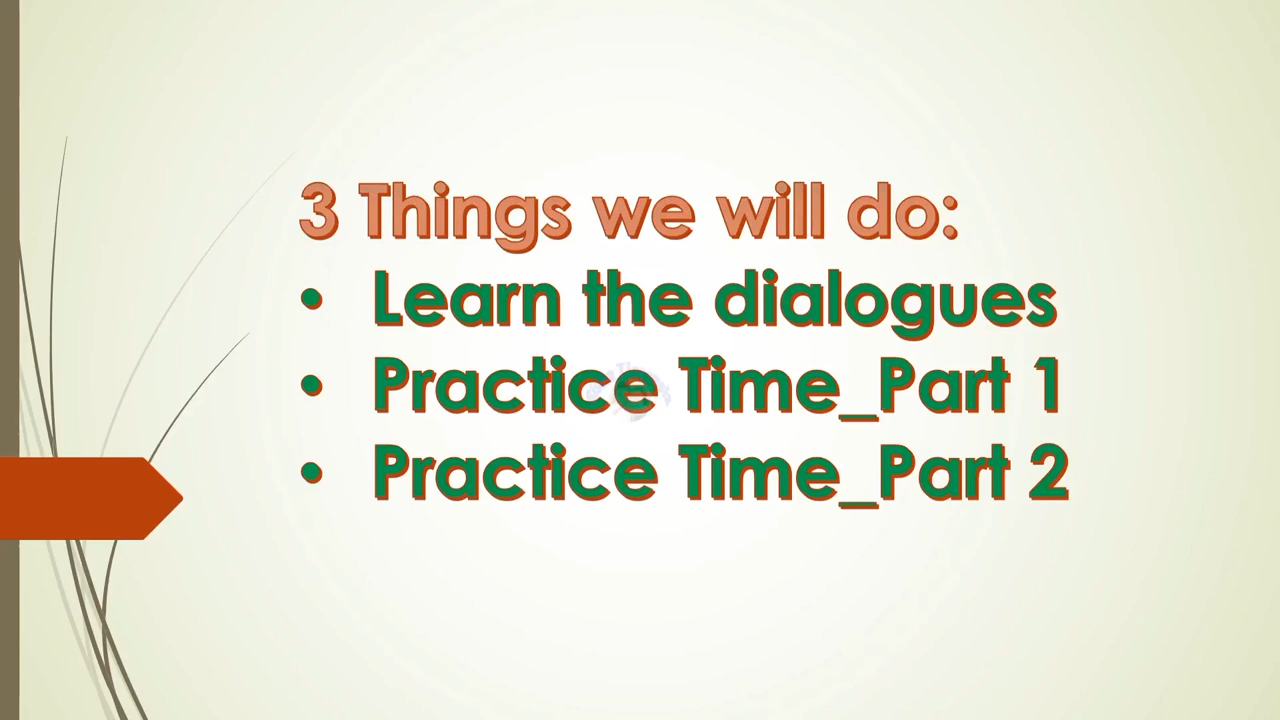 3 Things we will do:
• Learn the dialogues
• Practice Time_Part 1
• Practice Time_Part 2